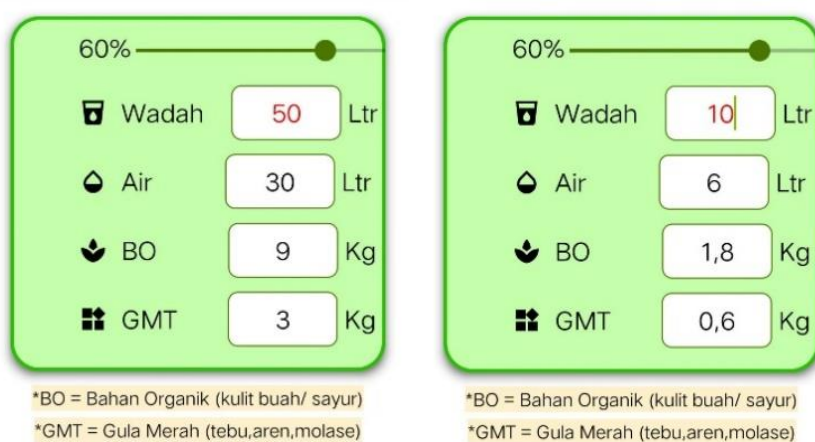 60%
Wadah 50 Ltr
Air 30 Ltr
BO 9 Kg
GMT 3 Kg
*BO = Bahan Organik (kulit buah/ sayur)
*GMT = Gula Merah (tebu,aren,molase)
60%
Wadah 10 Ltr
Air 6 Ltr
BO 1,8 Kg
GMT 0,6 Kg
*BO = Bahan Organik (kulit buah/ sayur)
*GMT = Gula Merah (tebu,aren,molase)